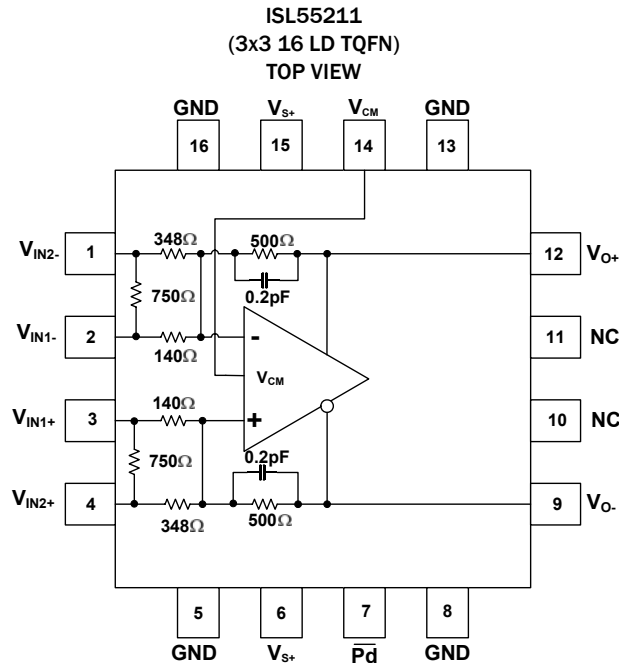 ISL55211
(3x3 16 LD TQFN)
TOP VIEW
GND VS+ VCM GND
16 15 14 13
VIN2- 1 348Ω 500Ω 12 VO+
750Ω 0.2pF
VIN1- 2 140Ω - 11 NC
VCM
VIN1+ 3 140Ω + 10 NC
750Ω 0.2pF
VIN2+ 4 348Ω 500Ω 9 VO-
5 6 7 8
GND VS+ Pd GND